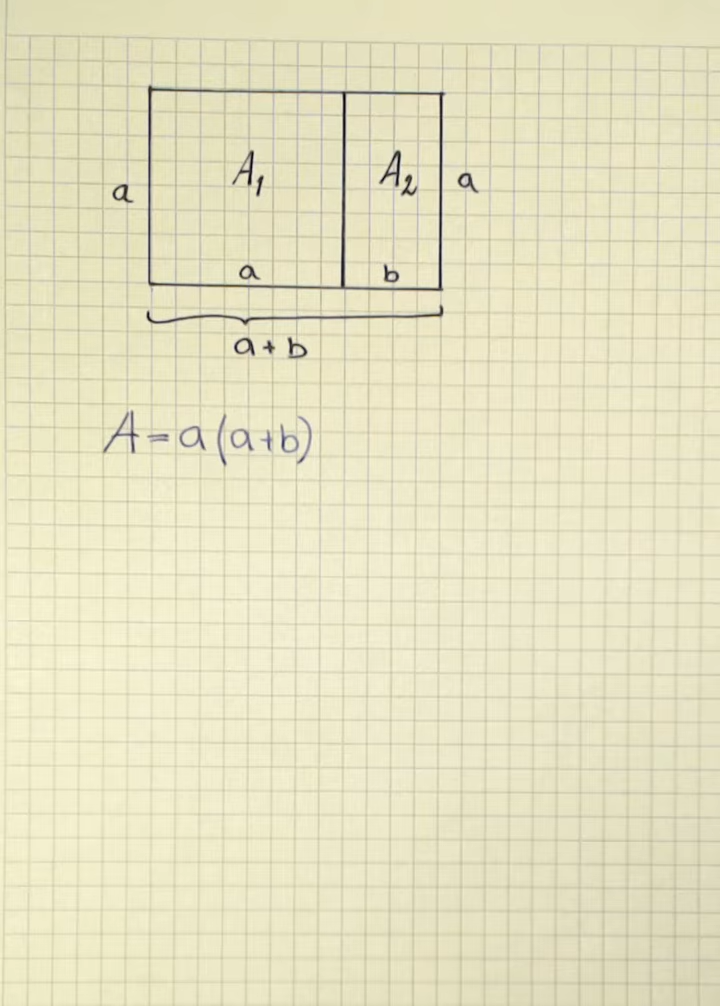 A₁ A₂
a a
a b
a + b
A = a(a+b)